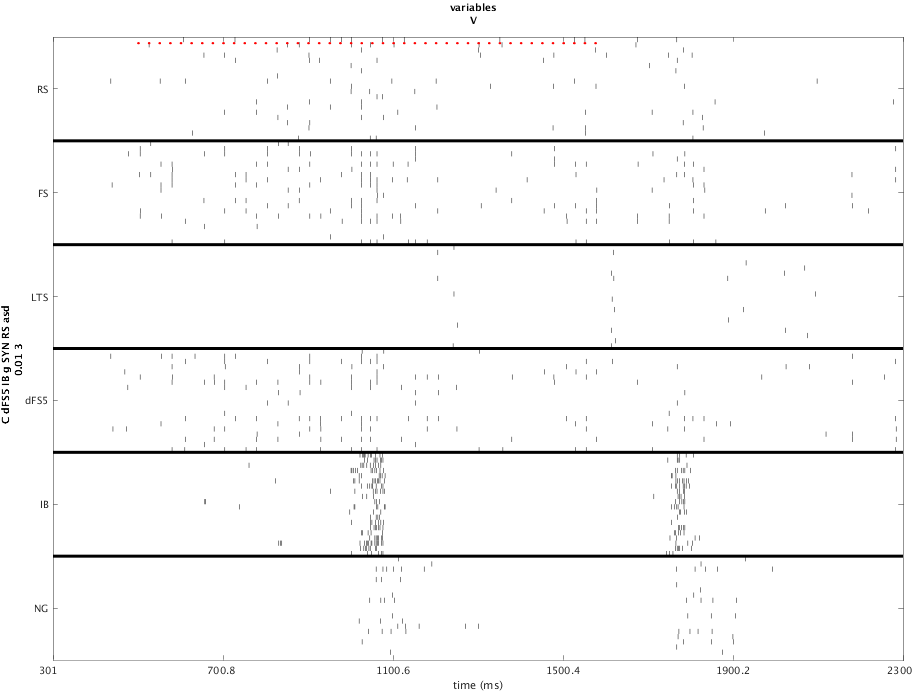 variables
V
RS
FS
LTS
dFS5
IB
NG
C dFS5 IB g SYN RS asd
0.01 3
301
700.8
1100.6
1500.4
1900.2
2300
time (ms)